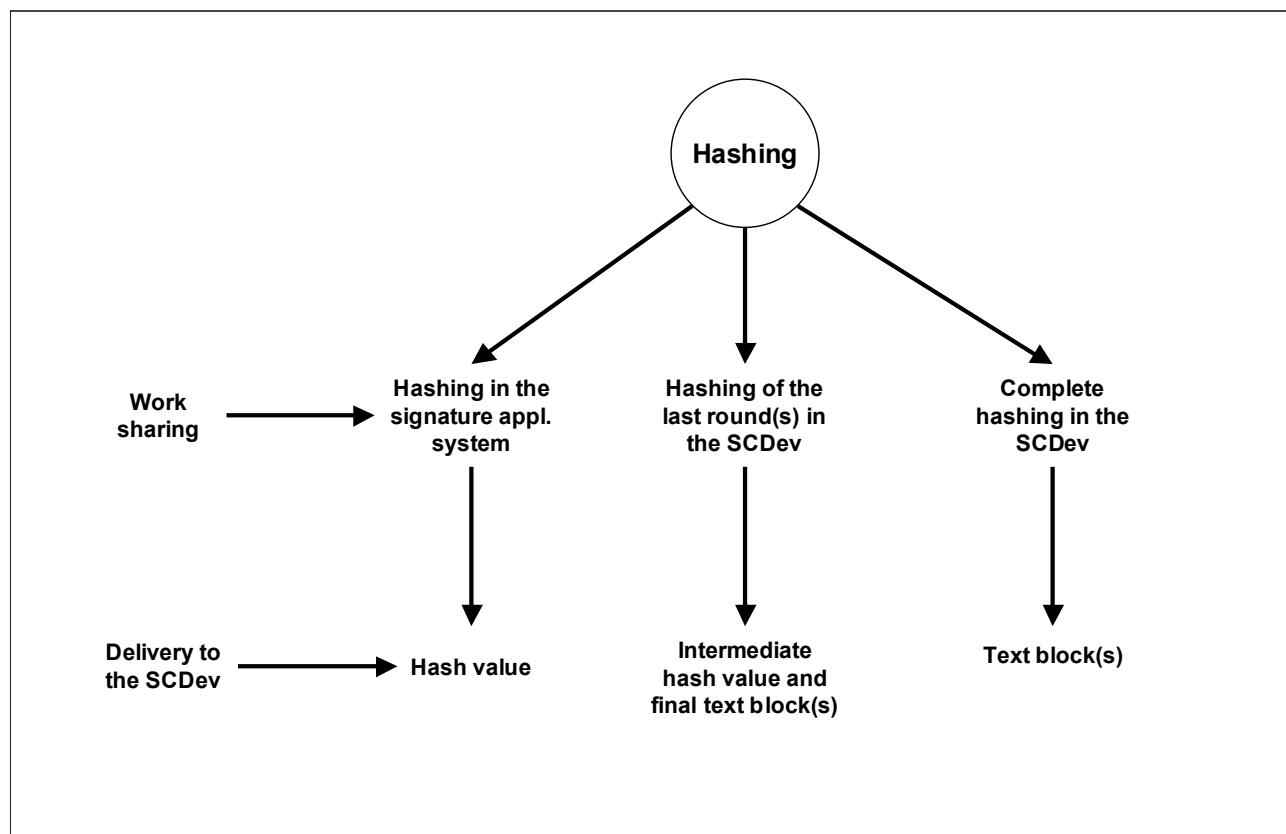 Hashing
Work
sharing
Hashing in the
signature appl.
system
Hashing of the
last round(s) in
the SCDev
Complete
hashing in the
SCDev
Delivery to
the SCDev
Hash value
Intermediate
hash value and
final text block(s)
Text block(s)